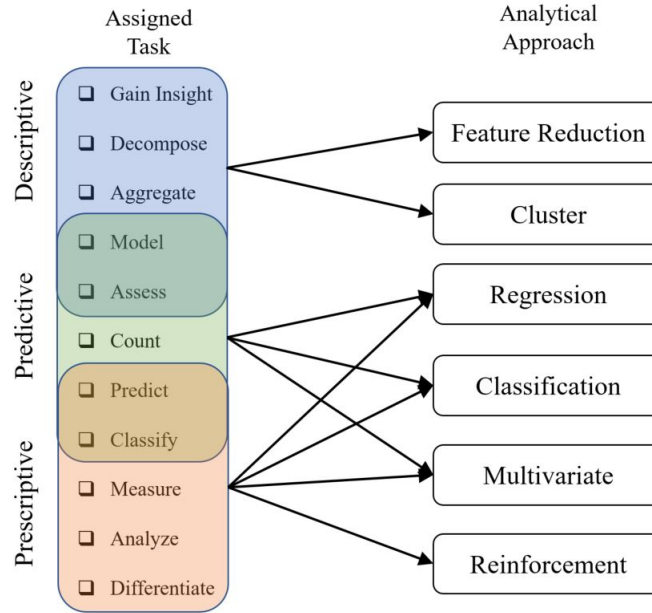 Assigned
Task
Analytical
Approach
Descriptive
Predictive
Prescriptive
❑ Gain Insight
❑ Decompose
❑ Aggregate
❑ Model
❑ Assess
❑ Count
❑ Predict
❑ Classify
❑ Measure
❑ Analyze
❑ Differentiate
Feature Reduction
Cluster
Regression
Classification
Multivariate
Reinforcement